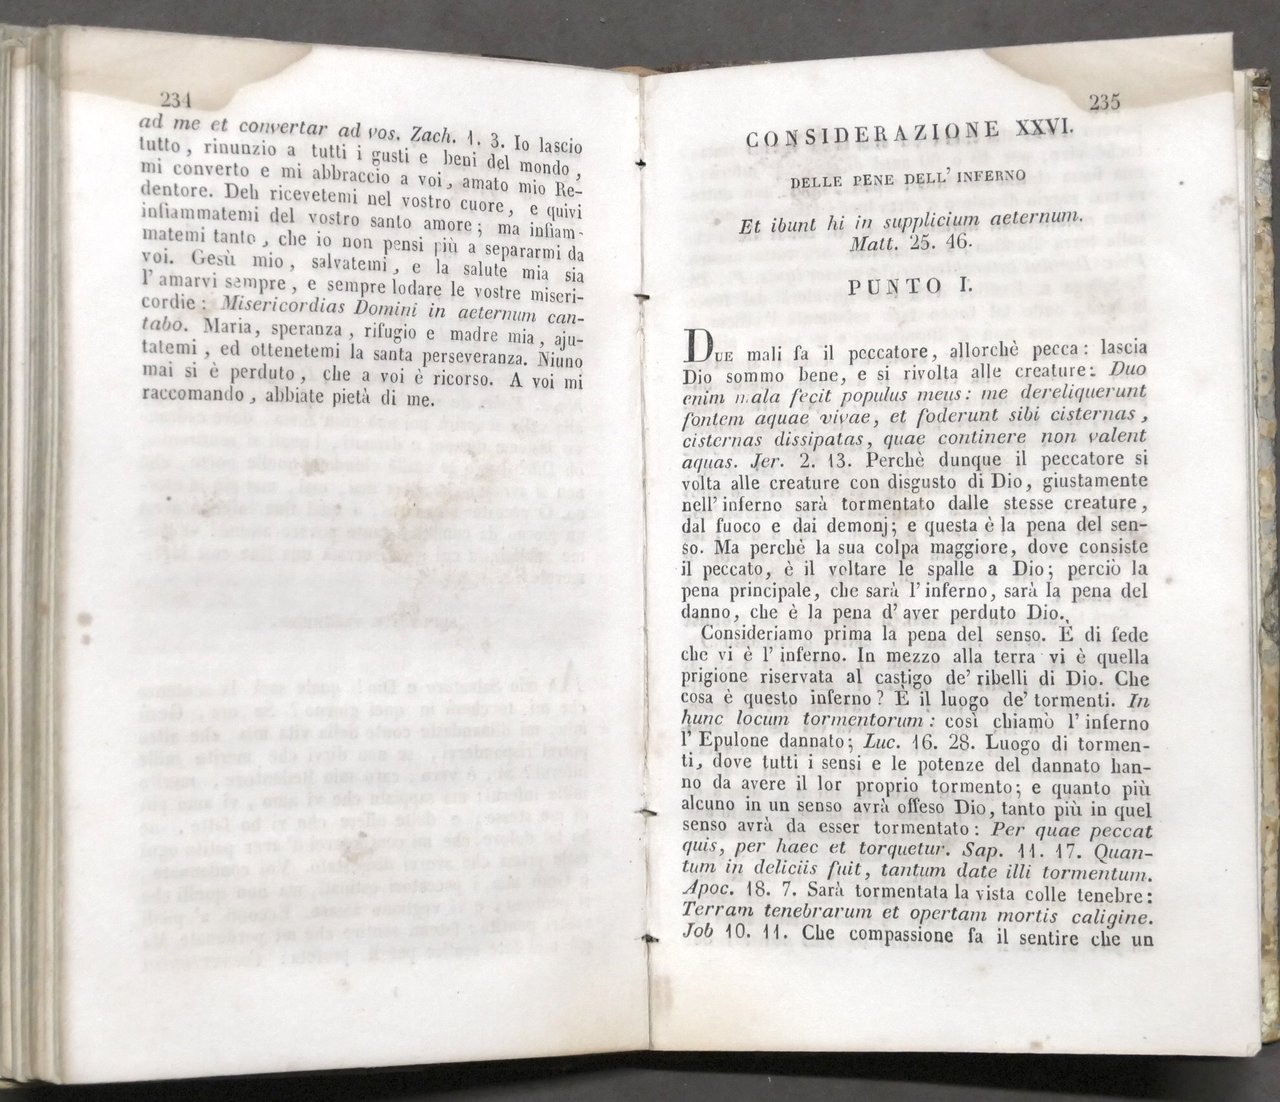 234
ad me et convertar ad vos. Zach. 1. 3. Io lascio
tutto, rinunzio a tutti i gusti e beni del mondo,
mi converto e mi abbraccio a voi, amato mio Re-
dentore. Deh ricevetemi nel vostro cuore, e quivi
infiammatemi del vostro santo amore; ma infiam-
matemi tanto, che io non pensi più a separarmi da
voi. Gesù mio, salvatemi, e la salute mia sia
l' amarvi sempre, e sempre lodare le vostre miseri-
cordie: Misericordias Domini in aeternum can-
tabo. Maria, speranza, rifugio e madre mia, aju-
tatemi, ed ottenetemi la santa perseveranza. Niuno
mai si è perduto, che a voi è ricorso. A voi mi
raccomando, abbiate pietà di me.
235
CONSIDERAZIONE XXVI.
DELLE PENE DELL' INFERNO
Et ibunt hi in supplicium aeternum.
Matt. 25. 46.
PUNTO I.
DUE mali fa il peccatore, allorchè pecca: lascia
Dio sommo bene, e si rivolta alle creature: Duo
enim mala fecit populus meus: me dereliquerunt
fontem aquae vivae, et foderunt sibi cisternas,
cisternas dissipatas, quae continere non valent
aquas. Jer. 2. 13. Perchè dunque il peccatore si
volta alle creature con disgusto di Dio, giustamente
nell' inferno sarà tormentato dalle stesse creature,
dal fuoco e dai demonj; e questa è la pena del sen-
so. Ma perchè la sua colpa maggiore, dove consiste
il peccato, è il voltare le spalle a Dio; perciò la
pena principale, che sarà l' inferno, sarà la pena del
danno, che è la pena d' aver perduto Dio.
Consideriamo prima la pena del senso. È di fede
che vi è l' inferno. In mezzo alla terra vi è quella
prigione riservata al castigo de' ribelli di Dio. Che
cosa è questo inferno? È il luogo de' tormenti. In
hunc locum tormentorum: così chiamò l' inferno
l' Epulone dannato; Luc. 16. 28. Luogo di tormen-
ti, dove tutti i sensi e le potenze del dannato han-
no da avere il lor proprio tormento; e quanto più
alcuno in un senso avrà offeso Dio, tanto più in quel
senso avrà da esser tormentato: Per quae peccat
quis, per haec et torquetur. Sap. 11. 17. Quan-
tum in deliciis fuit, tantum date illi tormentum.
Apoc. 18. 7. Sarà tormentata la vista colle tenebre:
Terram tenebrarum et opertam mortis caligine.
Job 10. 11. Che compassione fa il sentire che un